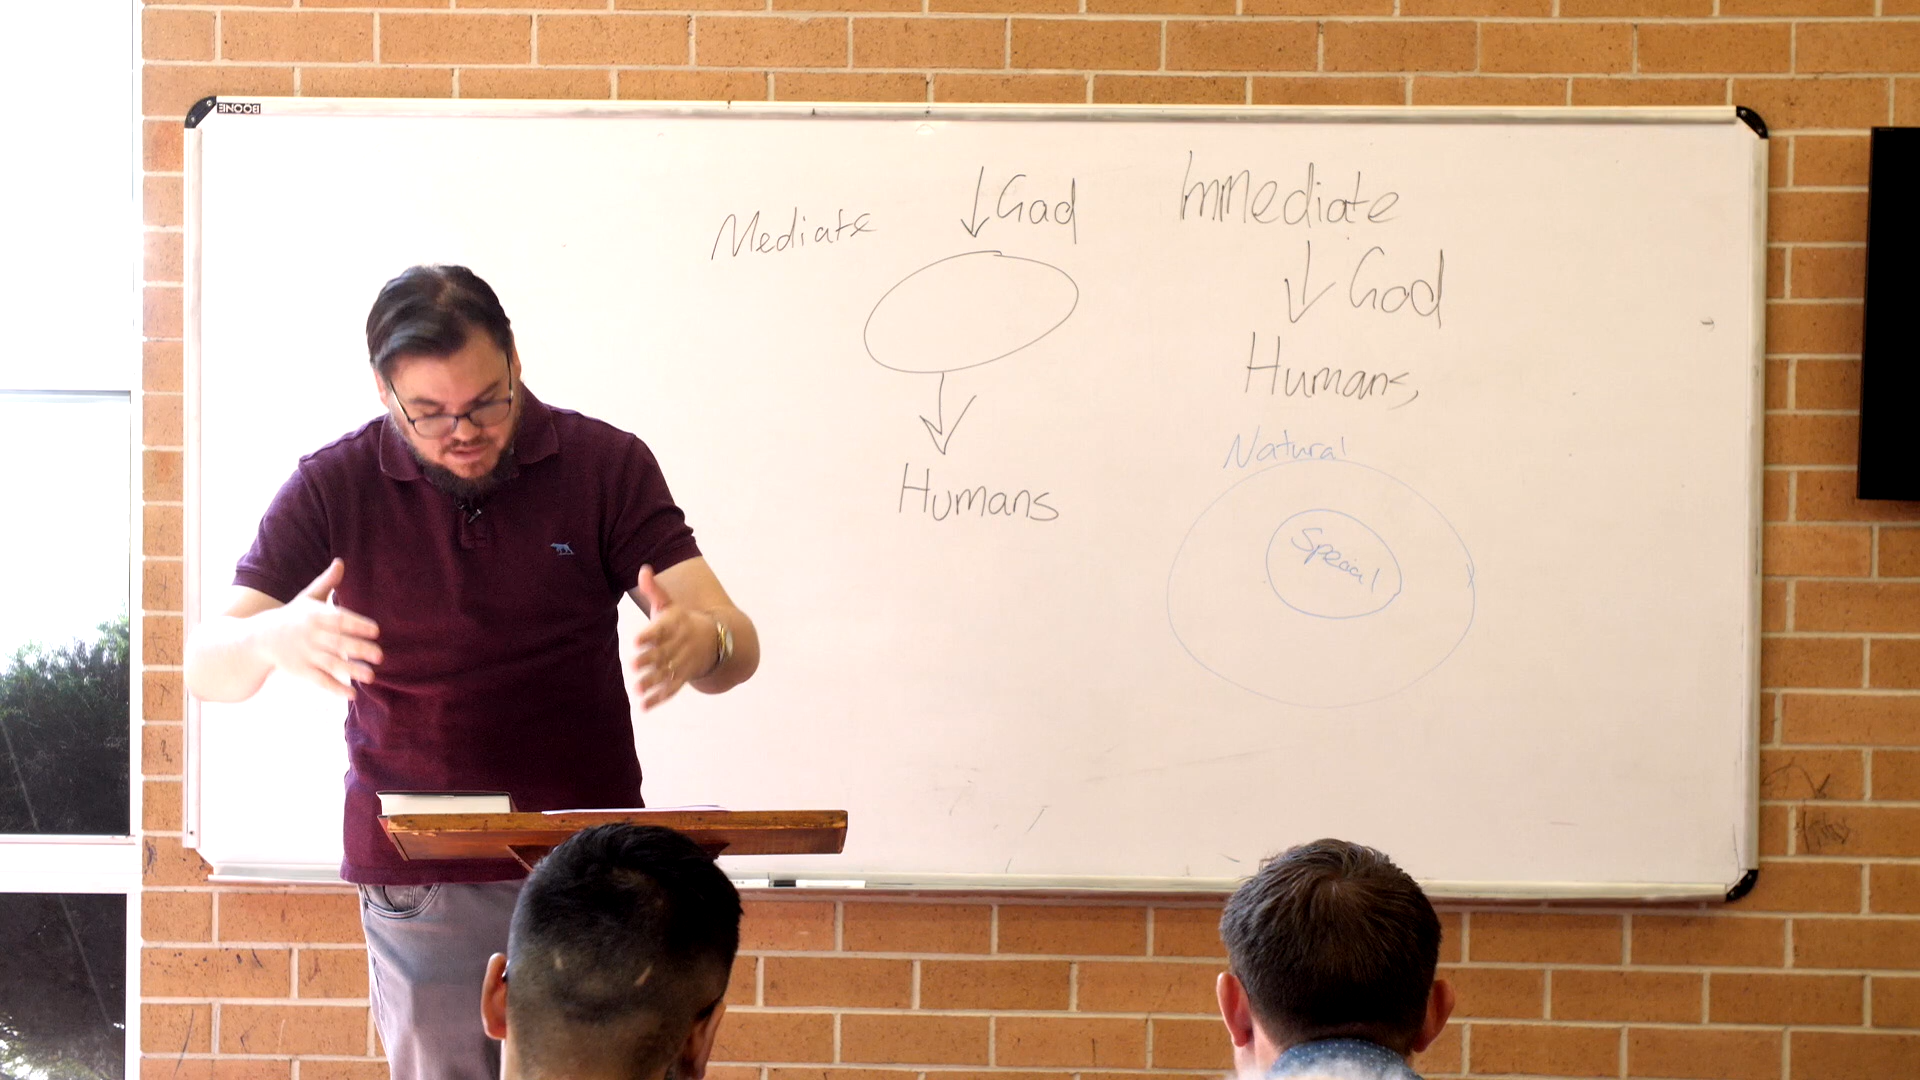 BOONE
Mediate
God
Humans
Immediate
God
Humans,
Natural
Special